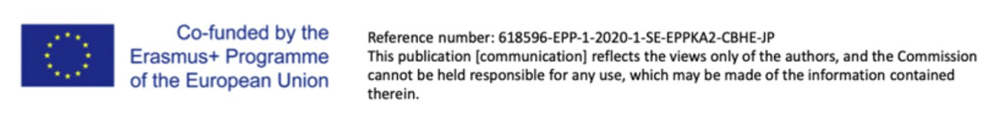 Co-funded by the
Erasmus+ Programme
of the European Union
Reference number: 618596-EPP-1-2020-1-SE-EPPKA2-CBHE-JP
This publication [communication] reflects the views only of the authors, and the Commission
cannot be held responsible for any use, which may be made of the information contained
therein.